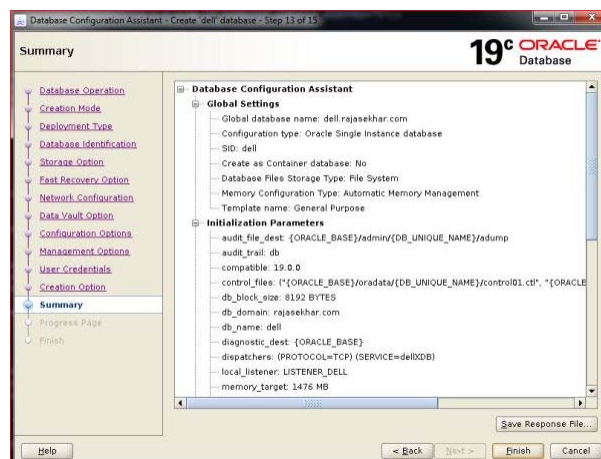 Database Configuration Assistant - Create 'dell' database - Step 13 of 15
Summary
19c ORACLE
Database
Database Operation
Creation Mode
Deployment Type
Database Identification
Storage Option
Fast Recovery Option
Network Configuration
Data Vault Option
Configuration Options
Management Options
User Credentials
Creation Option
Summary
Progress Page
Finish
Database Configuration Assistant
Global Settings
Global database name: dell.rajasekhar.com
Configuration type: Oracle Single Instance database
SID: dell
Create as Container database: No
Database Files Storage Type: File System
Memory Configuration Type: Automatic Memory Management
Template name: General Purpose
Initialization Parameters
audit_file_dest: {ORACLE_BASE}/admin/{DB_UNIQUE_NAME}/adump
audit_trail: db
compatible: 19.0.0
control_files: ("{ORACLE_BASE}/oradata/{DB_UNIQUE_NAME}/control01.ctl", "{ORACLE
db_block_size: 8192 BYTES
db_domain: rajasekhar.com
db_name: dell
diagnostic_dest: {ORACLE_BASE}
dispatchers: (PROTOCOL=TCP) (SERVICE=dellXDB)
local_listener: LISTENER_DELL
memory_target: 1476 MB
Save Response File...
Help
< Back
Next >
Finish
Cancel